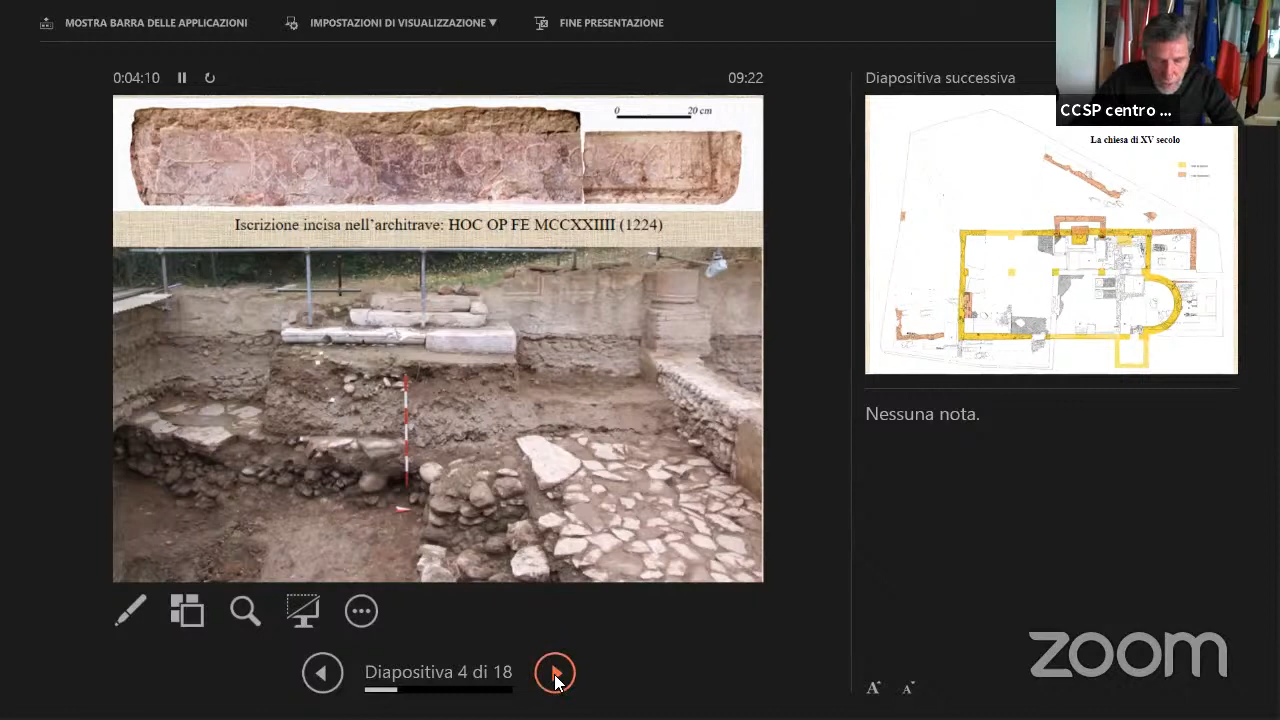 MOSTRA BARRA DELLE APPLICAZIONI
IMPOSTAZIONI DI VISUALIZZAZIONE ▼
FINE PRESENTAZIONE
0:04:10
09:22
Diapositiva successiva
CCSP centro ...
0 20 cm
Iscrizione incisa nell'architrave: HOC OP FE MCCXXIIII (1224)
La chiesa di XV secolo
Nessuna nota.
Diapositiva 4 di 18
A A
zoom